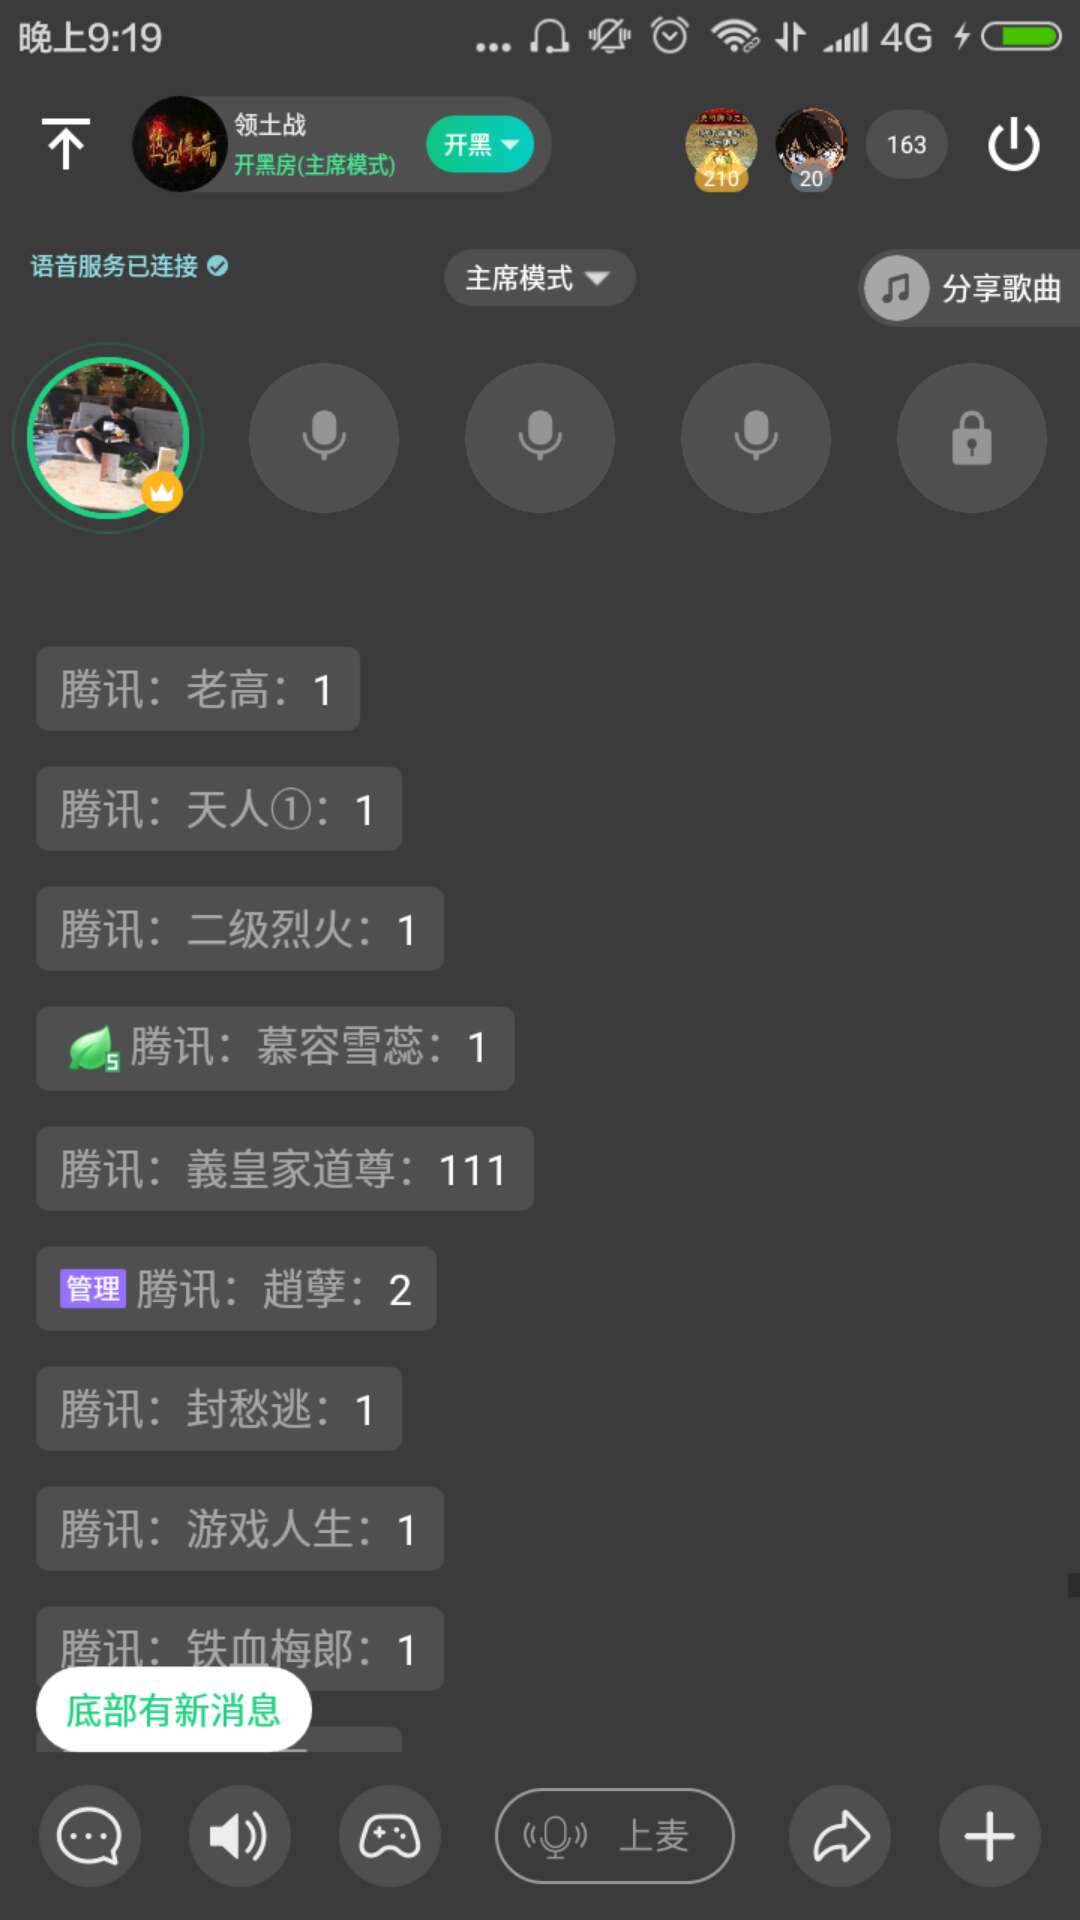 晚上9:19
4G
领土战
开黑房(主席模式)
开黑
热血传奇
210
20
163
语音服务已连接
主席模式
分享歌曲
腾讯：老高：1
腾讯：天人①：1
腾讯：二级烈火：1
5 腾讯：慕容雪蕊：1
腾讯：義皇家道尊：111
管理 腾讯：趙孽：2
腾讯：封愁逃：1
腾讯：游戏人生：1
腾讯：铁血梅郎：1
底部有新消息
上麦